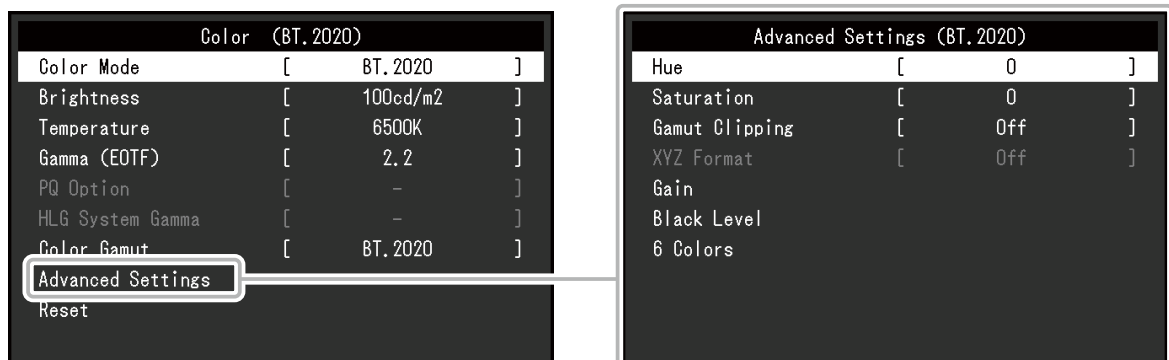 Color (BT.2020)
Color Mode [ BT.2020 ]
Brightness [ 100cd/m2 ]
Temperature [ 6500K ]
Gamma (EOTF) [ 2.2 ]
PQ Option [ - ]
HLG System Gamma [ - ]
Color Gamut [ BT.2020 ]
Advanced Settings
Reset
Advanced Settings (BT.2020)
Hue [ 0 ]
Saturation [ 0 ]
Gamut Clipping [ Off ]
XYZ Format [ Off ]
Gain
Black Level
6 Colors